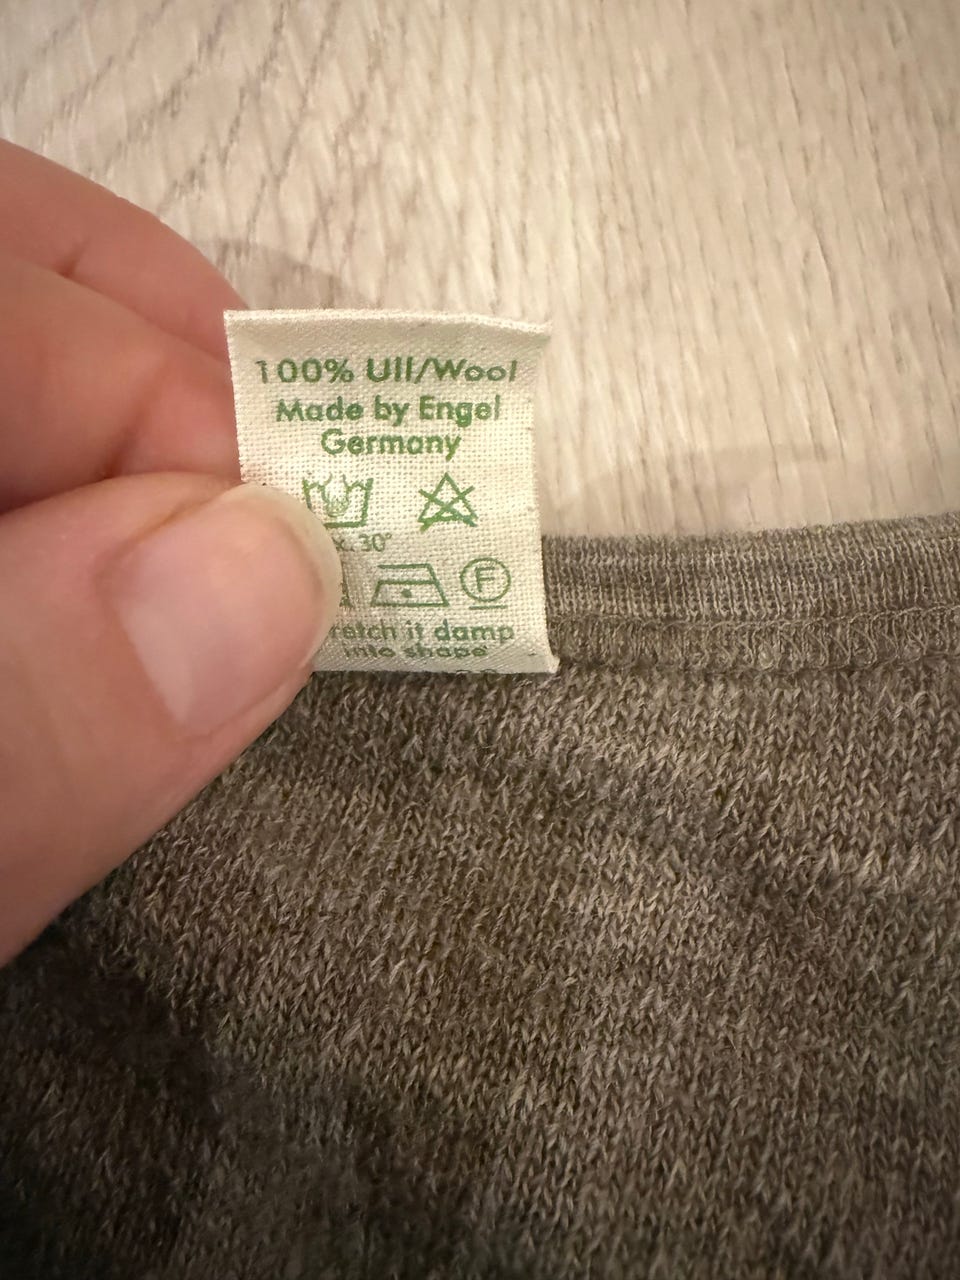 100% Ull/Wool
Made by Engel
Germany
30°
F
it damp
into shape